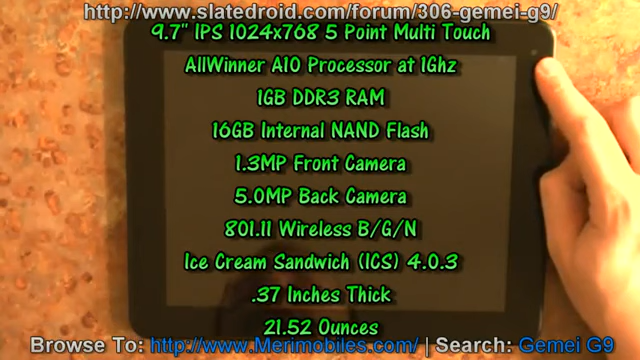 http://www.slatedroid.com/forum/306-gemei-g9/
9.7" IPS 1024x768 5 Point Multi Touch
AllWinner A10 Processor at 1Ghz
1GB DDR3 RAM
16GB Internal NAND Flash
1.3MP Front Camera
5.0MP Back Camera
801.11 Wireless B/G/N
Ice Cream Sandwich (ICS) 4.0.3
.37 Inches Thick
21.52 Ounces
Browse To: http://www.Merimobiles.com/ | Search: Gemei G9